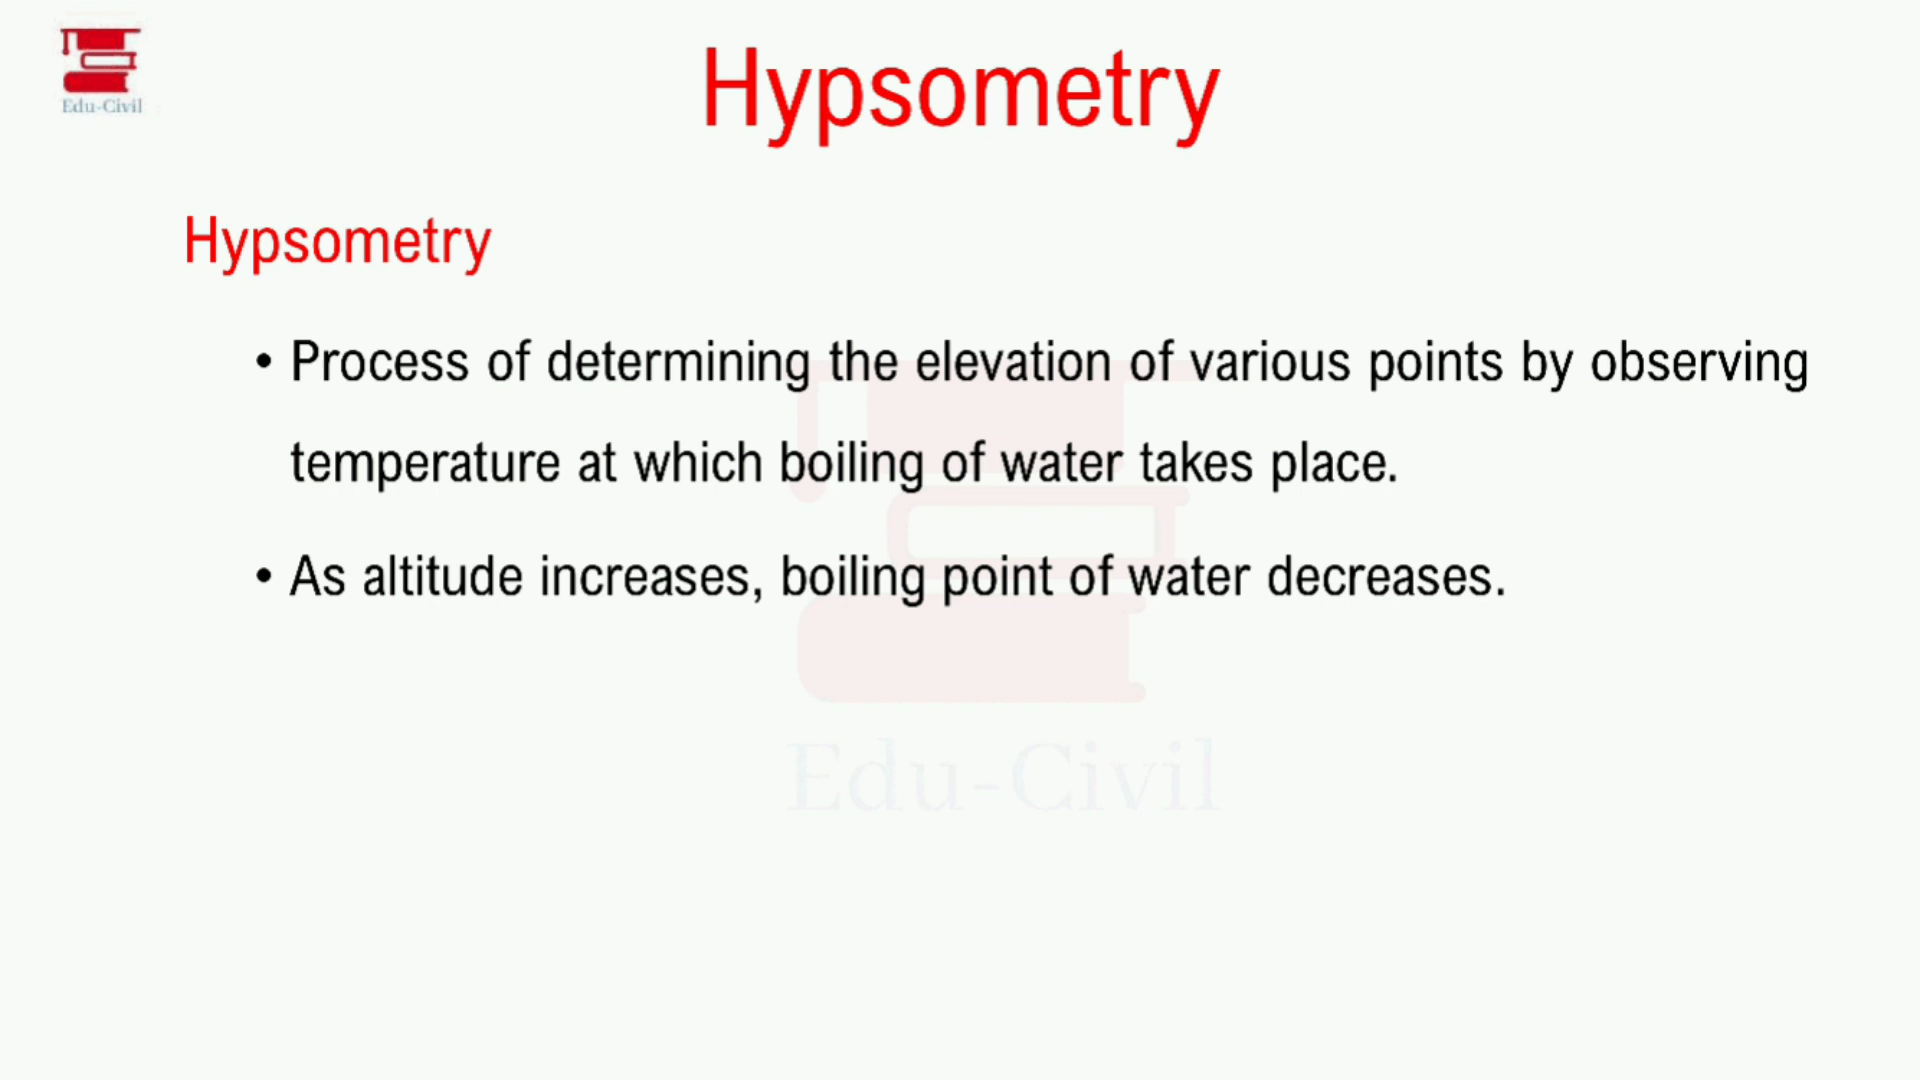 Edu-Civil
Hypsometry
Hypsometry
• Process of determining the elevation of various points by observing
temperature at which boiling of water takes place.
• As altitude increases, boiling point of water decreases.
Edu-Civil